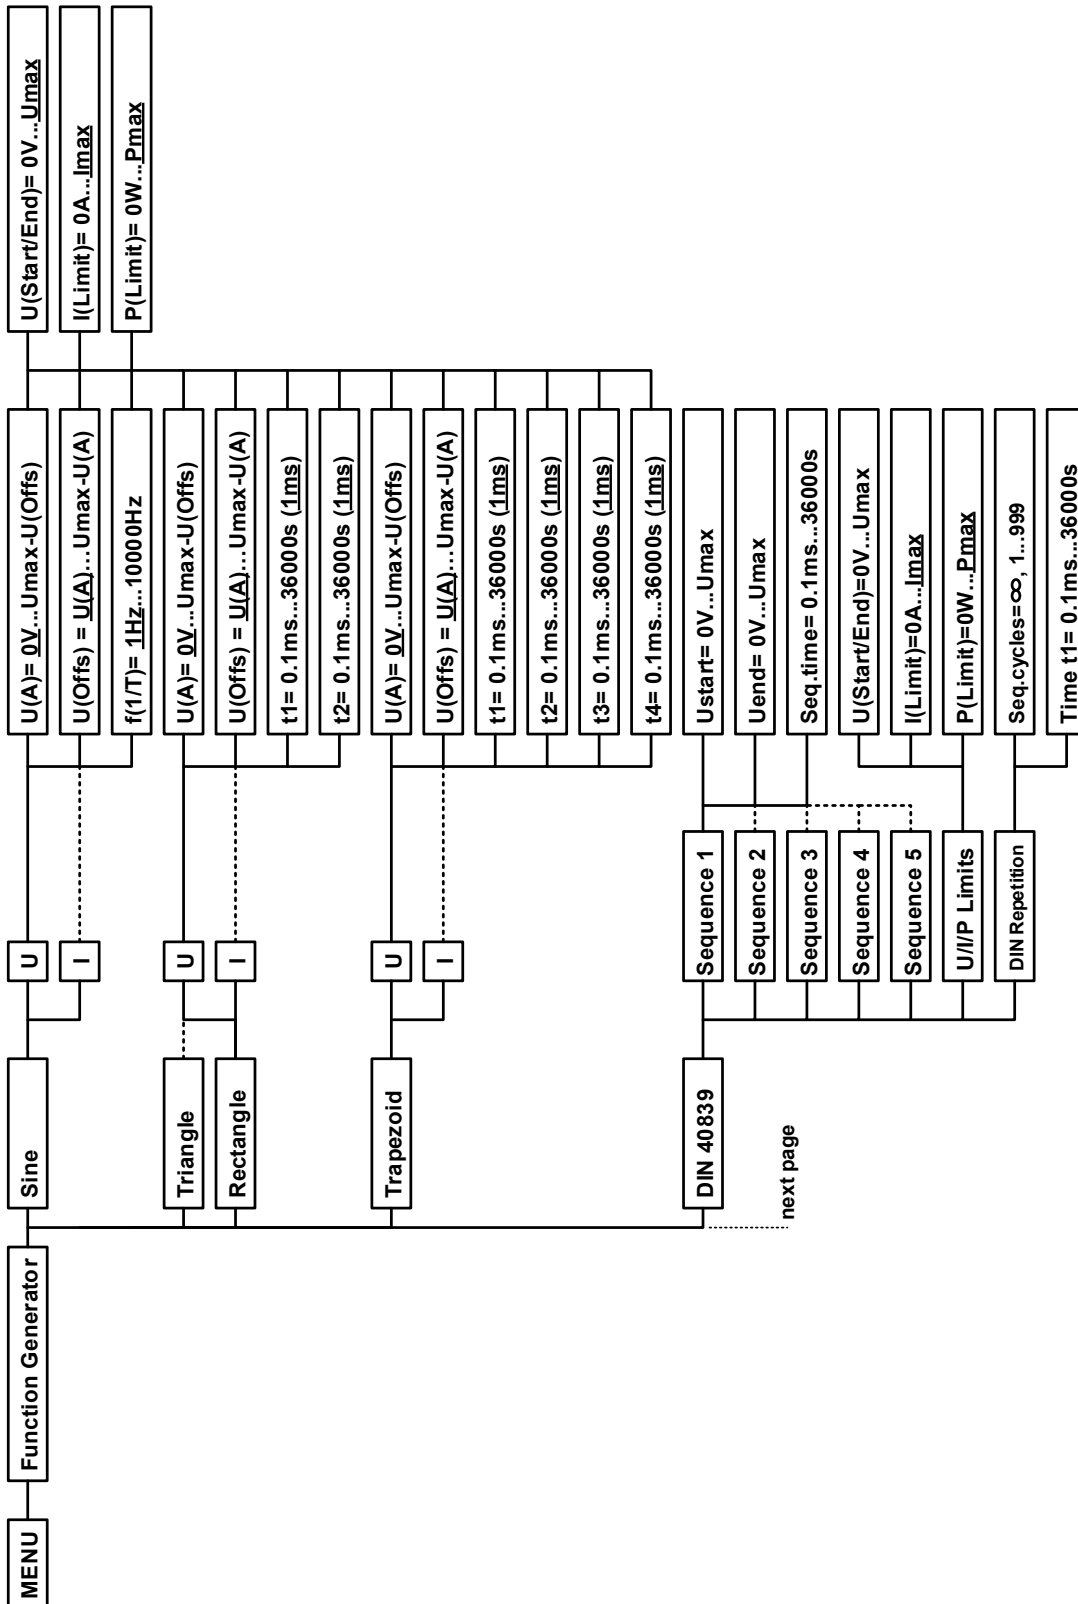 MENU
Function Generator
Sine
U
I
U(A)= 0V...Umax-U(Offs)
U(Offs) = U(A)...Umax-U(A)
f(1/T)= 1Hz...10000Hz
U(Start/End)= 0V...Umax
I(Limit)= 0A...Imax
P(Limit)= 0W...Pmax
Triangle
Rectangle
U
I
U(A)= 0V...Umax-U(Offs)
U(Offs) = U(A)...Umax-U(A)
t1= 0.1ms...36000s (1ms)
t2= 0.1ms...36000s (1ms)
Trapezoid
U
I
U(A)= 0V...Umax-U(Offs)
U(Offs) = U(A)...Umax-U(A)
t1= 0.1ms...36000s (1ms)
t2= 0.1ms...36000s (1ms)
t3= 0.1ms...36000s (1ms)
t4= 0.1ms...36000s (1ms)
DIN 40839
next page
Sequence 1
Sequence 2
Sequence 3
Sequence 4
Sequence 5
U/I/P Limits
DIN Repetition
Ustart= 0V...Umax
Uend= 0V...Umax
Seq.time= 0.1ms...36000s
U(Start/End)=0V...Umax
I(Limit)=0A...Imax
P(Limit)=0W...Pmax
Seq.cycles=∞, 1...999
Time t1= 0.1ms...36000s